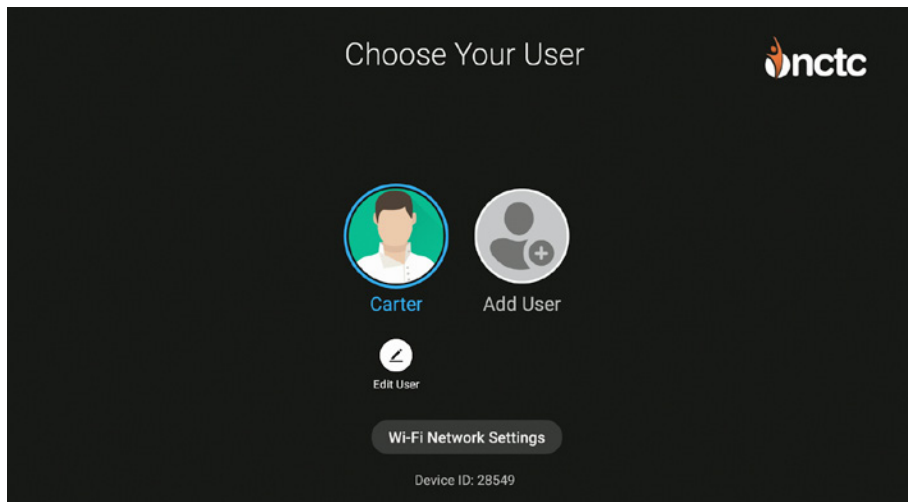 Choose Your User
nctc
Carter
Add User
Edit User
Wi-Fi Network Settings
Device ID: 28549